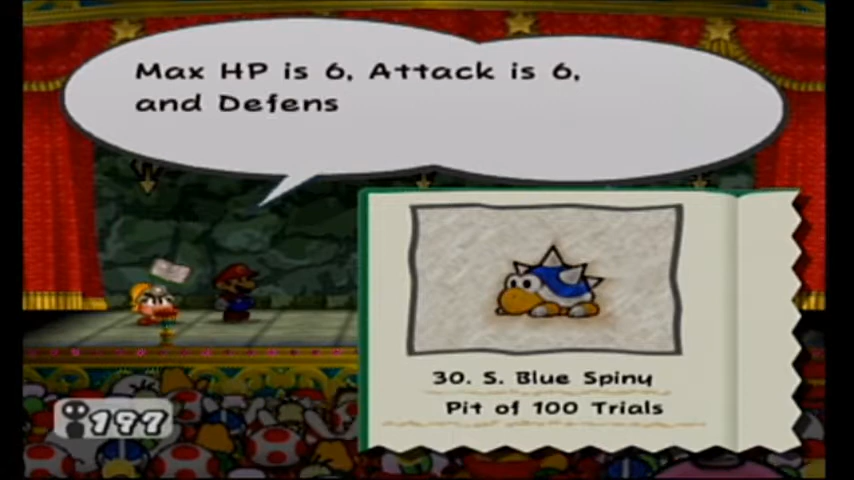 Max HP is 6, Attack is 6,
and Defens
30. S. Blue Spiny
Pit of 100 Trials
197